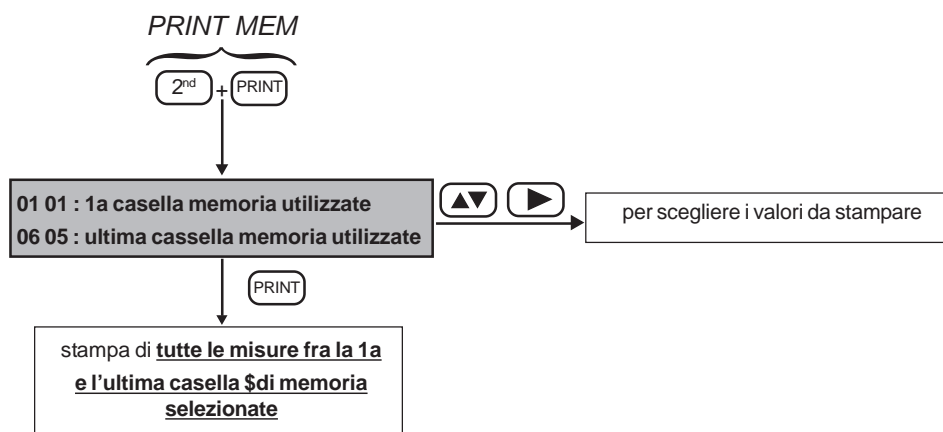 PRINT MEM
2nd + PRINT
01 01 : 1a casella memoria utilizzate
06 05 : ultima cassella memoria utilizzate
per scegliere i valori da stampare
PRINT
stampa di tutte le misure fra la 1a
e l'ultima casella $di memoria
selezionate